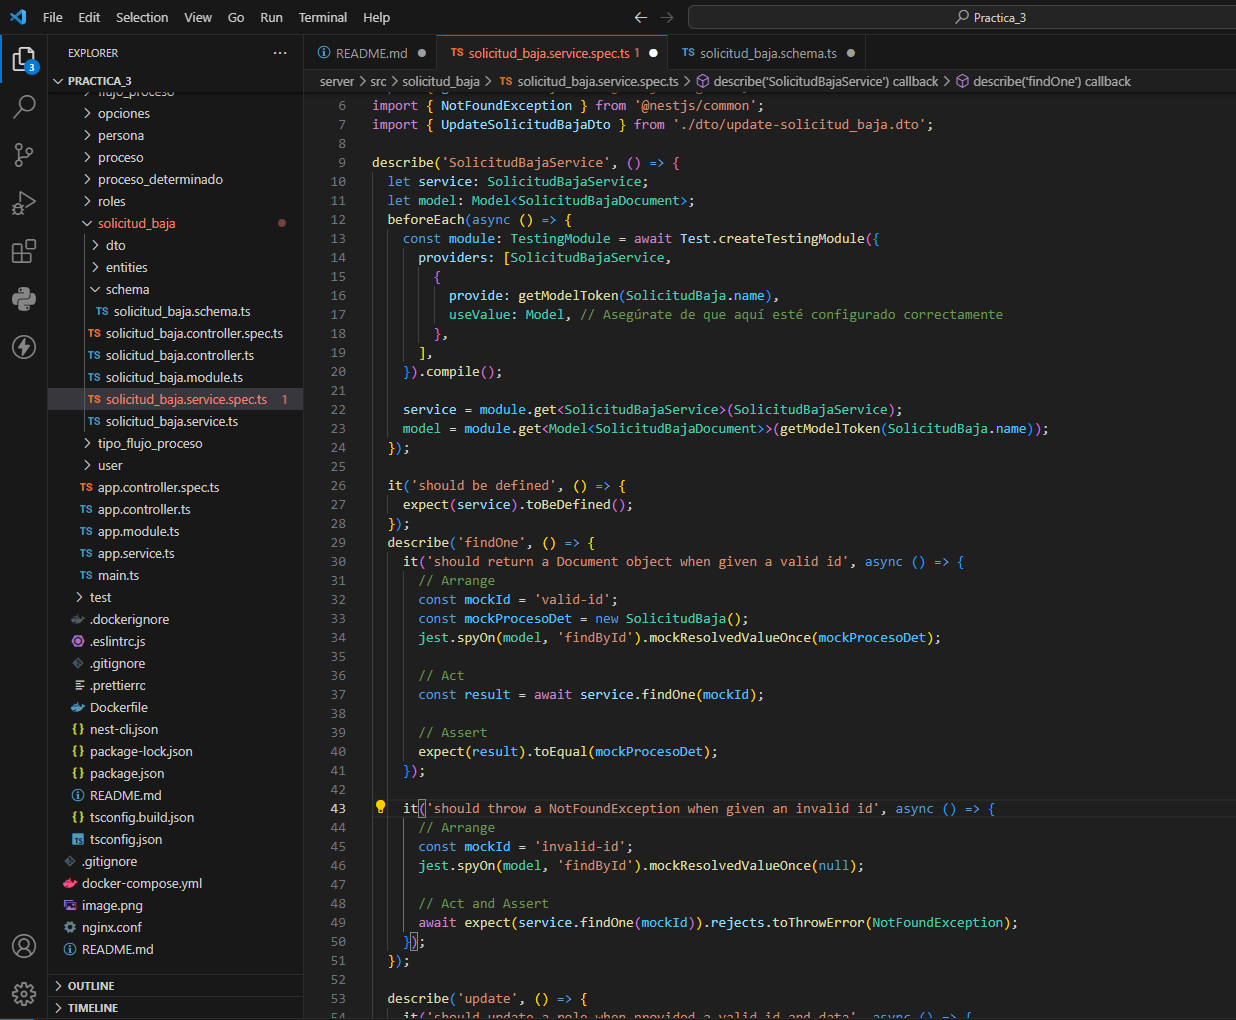 File Edit Selection View Go Run Terminal Help
Practica_3
EXPLORER
README.md
TS solicitud_baja.service.spec.ts 1
TS solicitud_baja.schema.ts
server > src > solicitud_baja > TS solicitud_baja.service.spec.ts > describe('SolicitudBajaService') callback > describe('findOne') callback
3
PRACTICA_3
flujo_proceso
opciones
persona
proceso
proceso_determinado
roles
solicitud_baja
dto
entities
schema
TS solicitud_baja.schema.ts
TS solicitud_baja.controller.spec.ts
TS solicitud_baja.controller.ts
TS solicitud_baja.module.ts
TS solicitud_baja.service.spec.ts 1
TS solicitud_baja.service.ts
tipo_flujo_proceso
user
TS app.controller.spec.ts
TS app.controller.ts
TS app.module.ts
TS app.service.ts
TS main.ts
test
.dockerignore
.eslintrc.js
.gitignore
.prettierrc
Dockerfile
nest-cli.json
package-lock.json
package.json
README.md
tsconfig.build.json
tsconfig.json
.gitignore
docker-compose.yml
image.png
nginx.conf
README.md
OUTLINE
TIMELINE
6 import { NotFoundException } from '@nestjs/common';
7 import { UpdateSolicitudBajaDto } from './dto/update-solicitud_baja.dto';
8
9 describe('SolicitudBajaService', () => {
10 let service: SolicitudBajaService;
11 let model: Model<SolicitudBajaDocument>;
12 beforeEach(async () => {
13 const module: TestingModule = await Test.createTestingModule({
14 providers: [SolicitudBajaService,
15 {
16 provide: getModelToken(SolicitudBaja.name),
17 useValue: Model, // Asegúrate de que aquí esté configurado correctamente
18 },
19 ],
20 }).compile();
21
22 service = module.get<SolicitudBajaService>(SolicitudBajaService);
23 model = module.get<Model<SolicitudBajaDocument>>(getModelToken(SolicitudBaja.name));
24 });
25
26 it('should be defined', () => {
27 expect(service).toBeDefined();
28 });
29 describe('findOne', () => {
30 it('should return a Document object when given a valid id', async () => {
31 // Arrange
32 const mockId = 'valid-id';
33 const mockProcesoDet = new SolicitudBaja();
34 jest.spyOn(model, 'findById').mockResolvedValueOnce(mockProcesoDet);
35
36 // Act
37 const result = await service.findOne(mockId);
38
39 // Assert
40 expect(result).toEqual(mockProcesoDet);
41 });
42
43 it('should throw a NotFoundException when given an invalid id', async () => {
44 // Arrange
45 const mockId = 'invalid-id';
46 jest.spyOn(model, 'findById').mockResolvedValueOnce(null);
47
48 // Act and Assert
49 await expect(service.findOne(mockId)).rejects.toThrowError(NotFoundException);
50 });
51 });
52
53 describe('update', () => {
54 it('should update a role when provided a valid id and data', async () => {